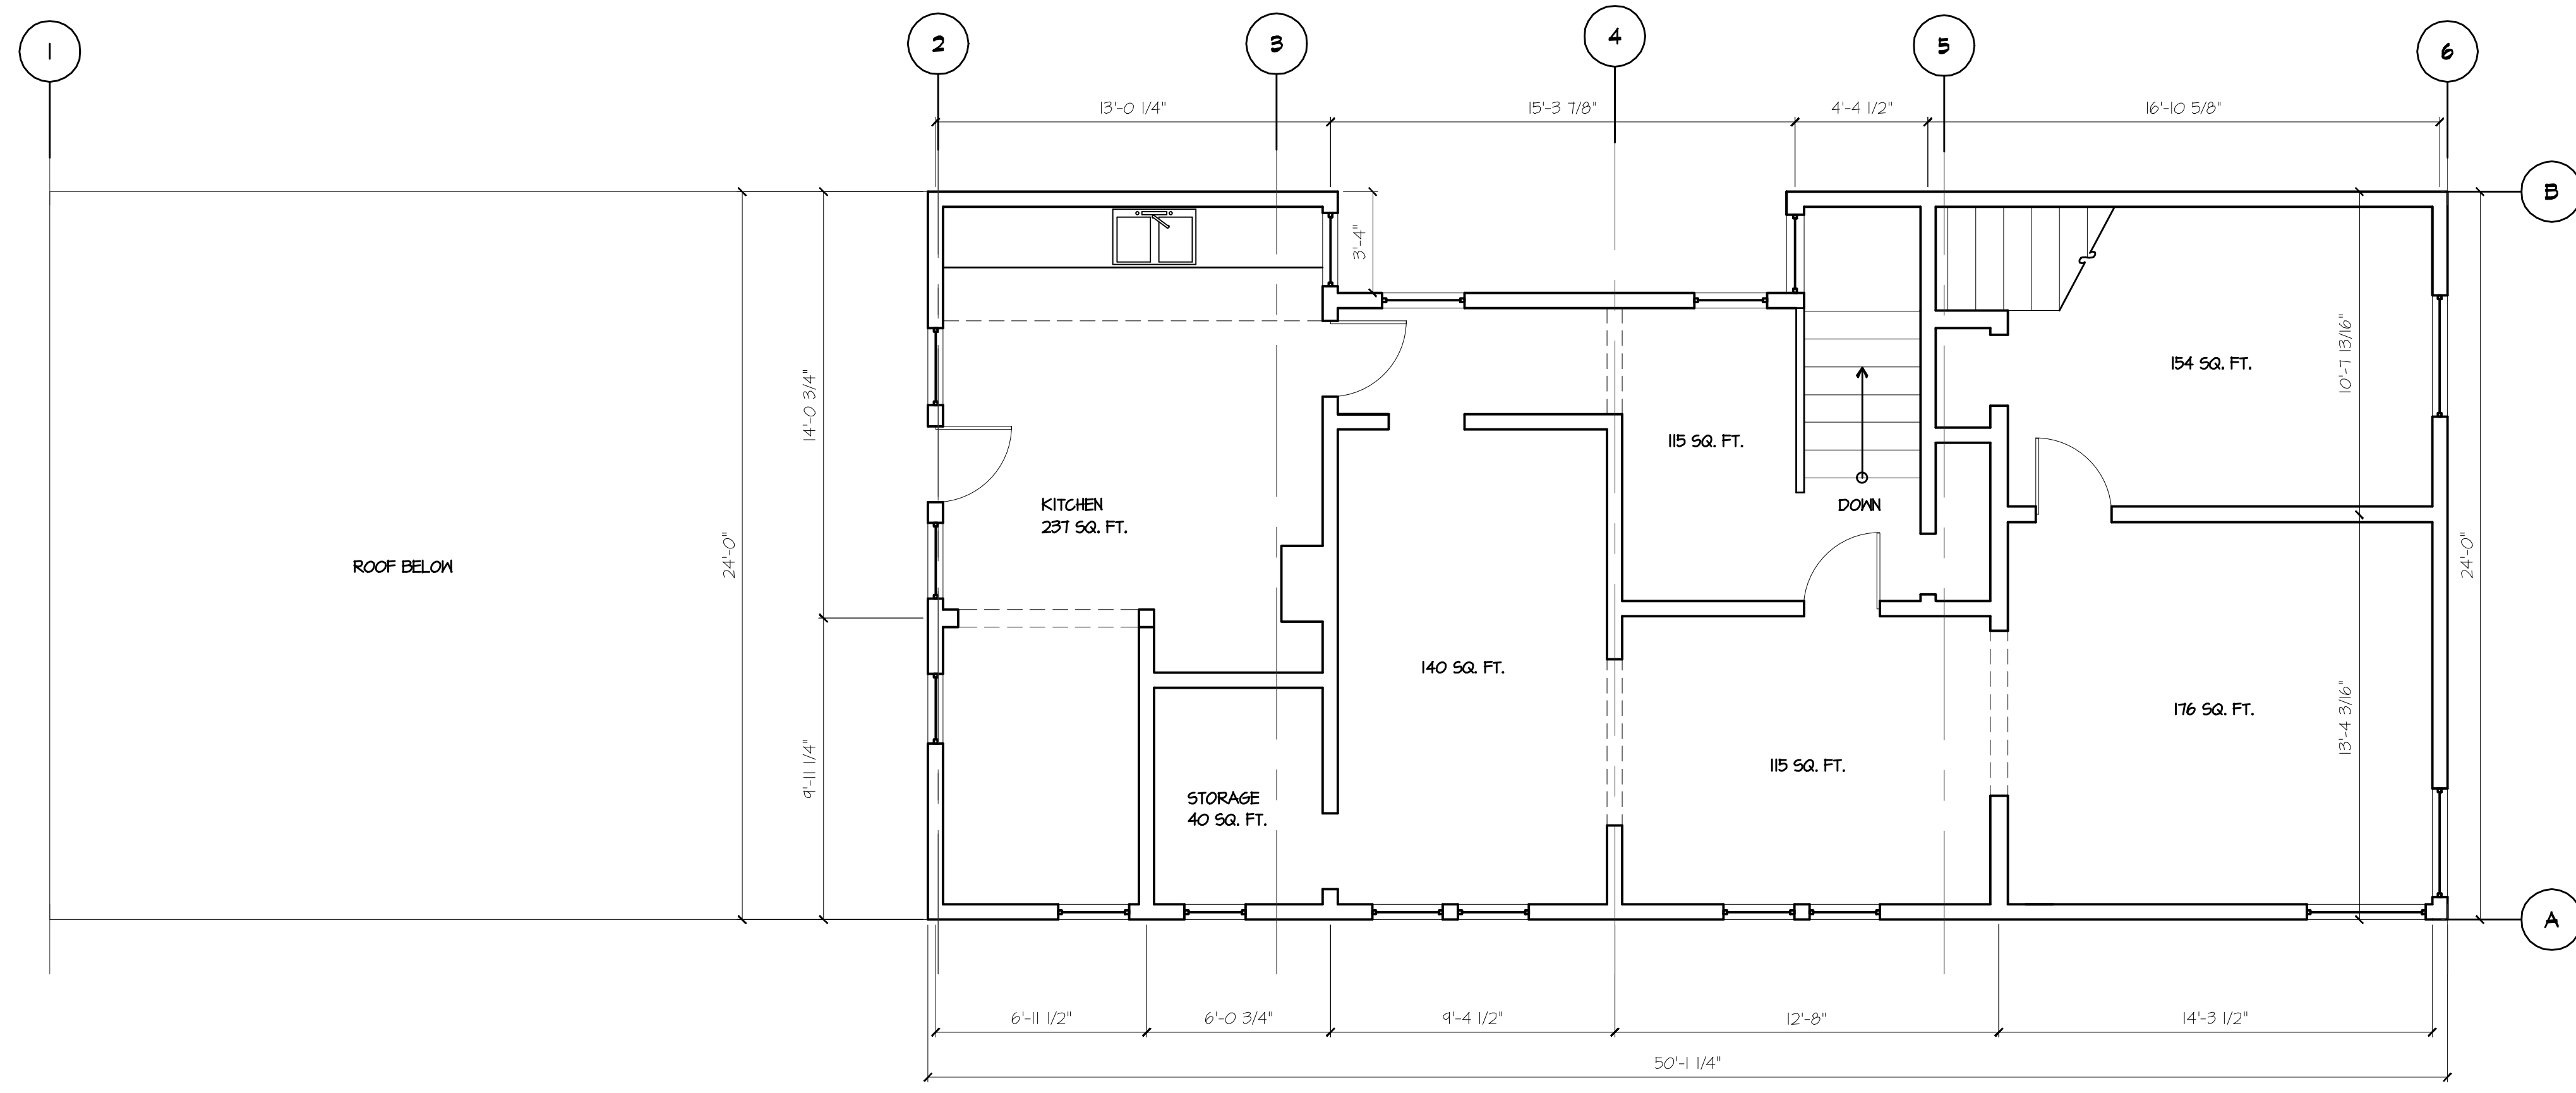 1
2
3
4
5
6
13'-0 1/4"
15'-3 7/8"
4'-4 1/2"
16'-10 5/8"
B
3'-4"
10'-7 13/16"
154 SQ. FT.
14'-0 3/4"
115 SQ. FT.
KITCHEN
237 SQ. FT.
DOWN
ROOF BELOW
24'-0"
24'-0"
140 SQ. FT.
176 SQ. FT.
13'-4 3/16"
9'-11 1/4"
115 SQ. FT.
STORAGE
40 SQ. FT.
A
6'-11 1/2"
6'-0 3/4"
9'-4 1/2"
12'-8"
14'-3 1/2"
50'-1 1/4"